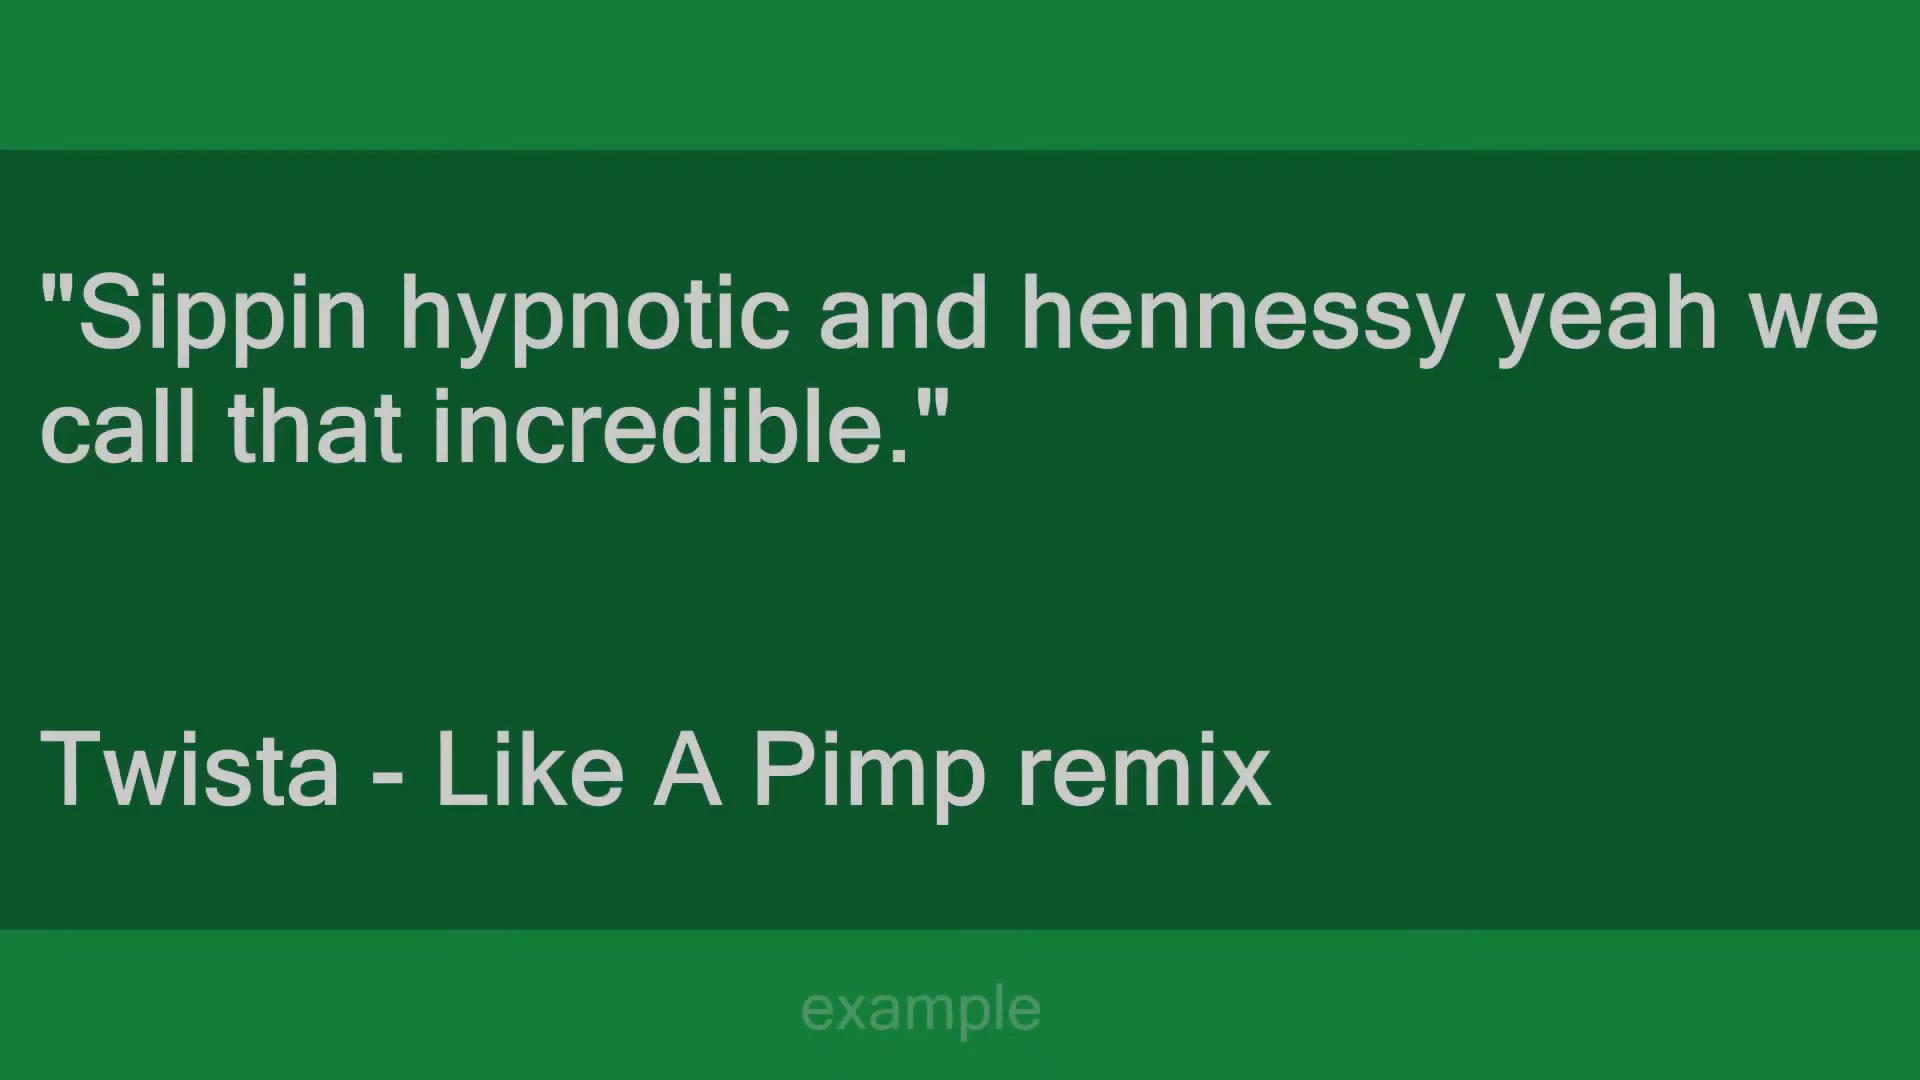 "Sippin hypnotic and hennessy yeah we
call that incredible."
Twista - Like A Pimp remix
example